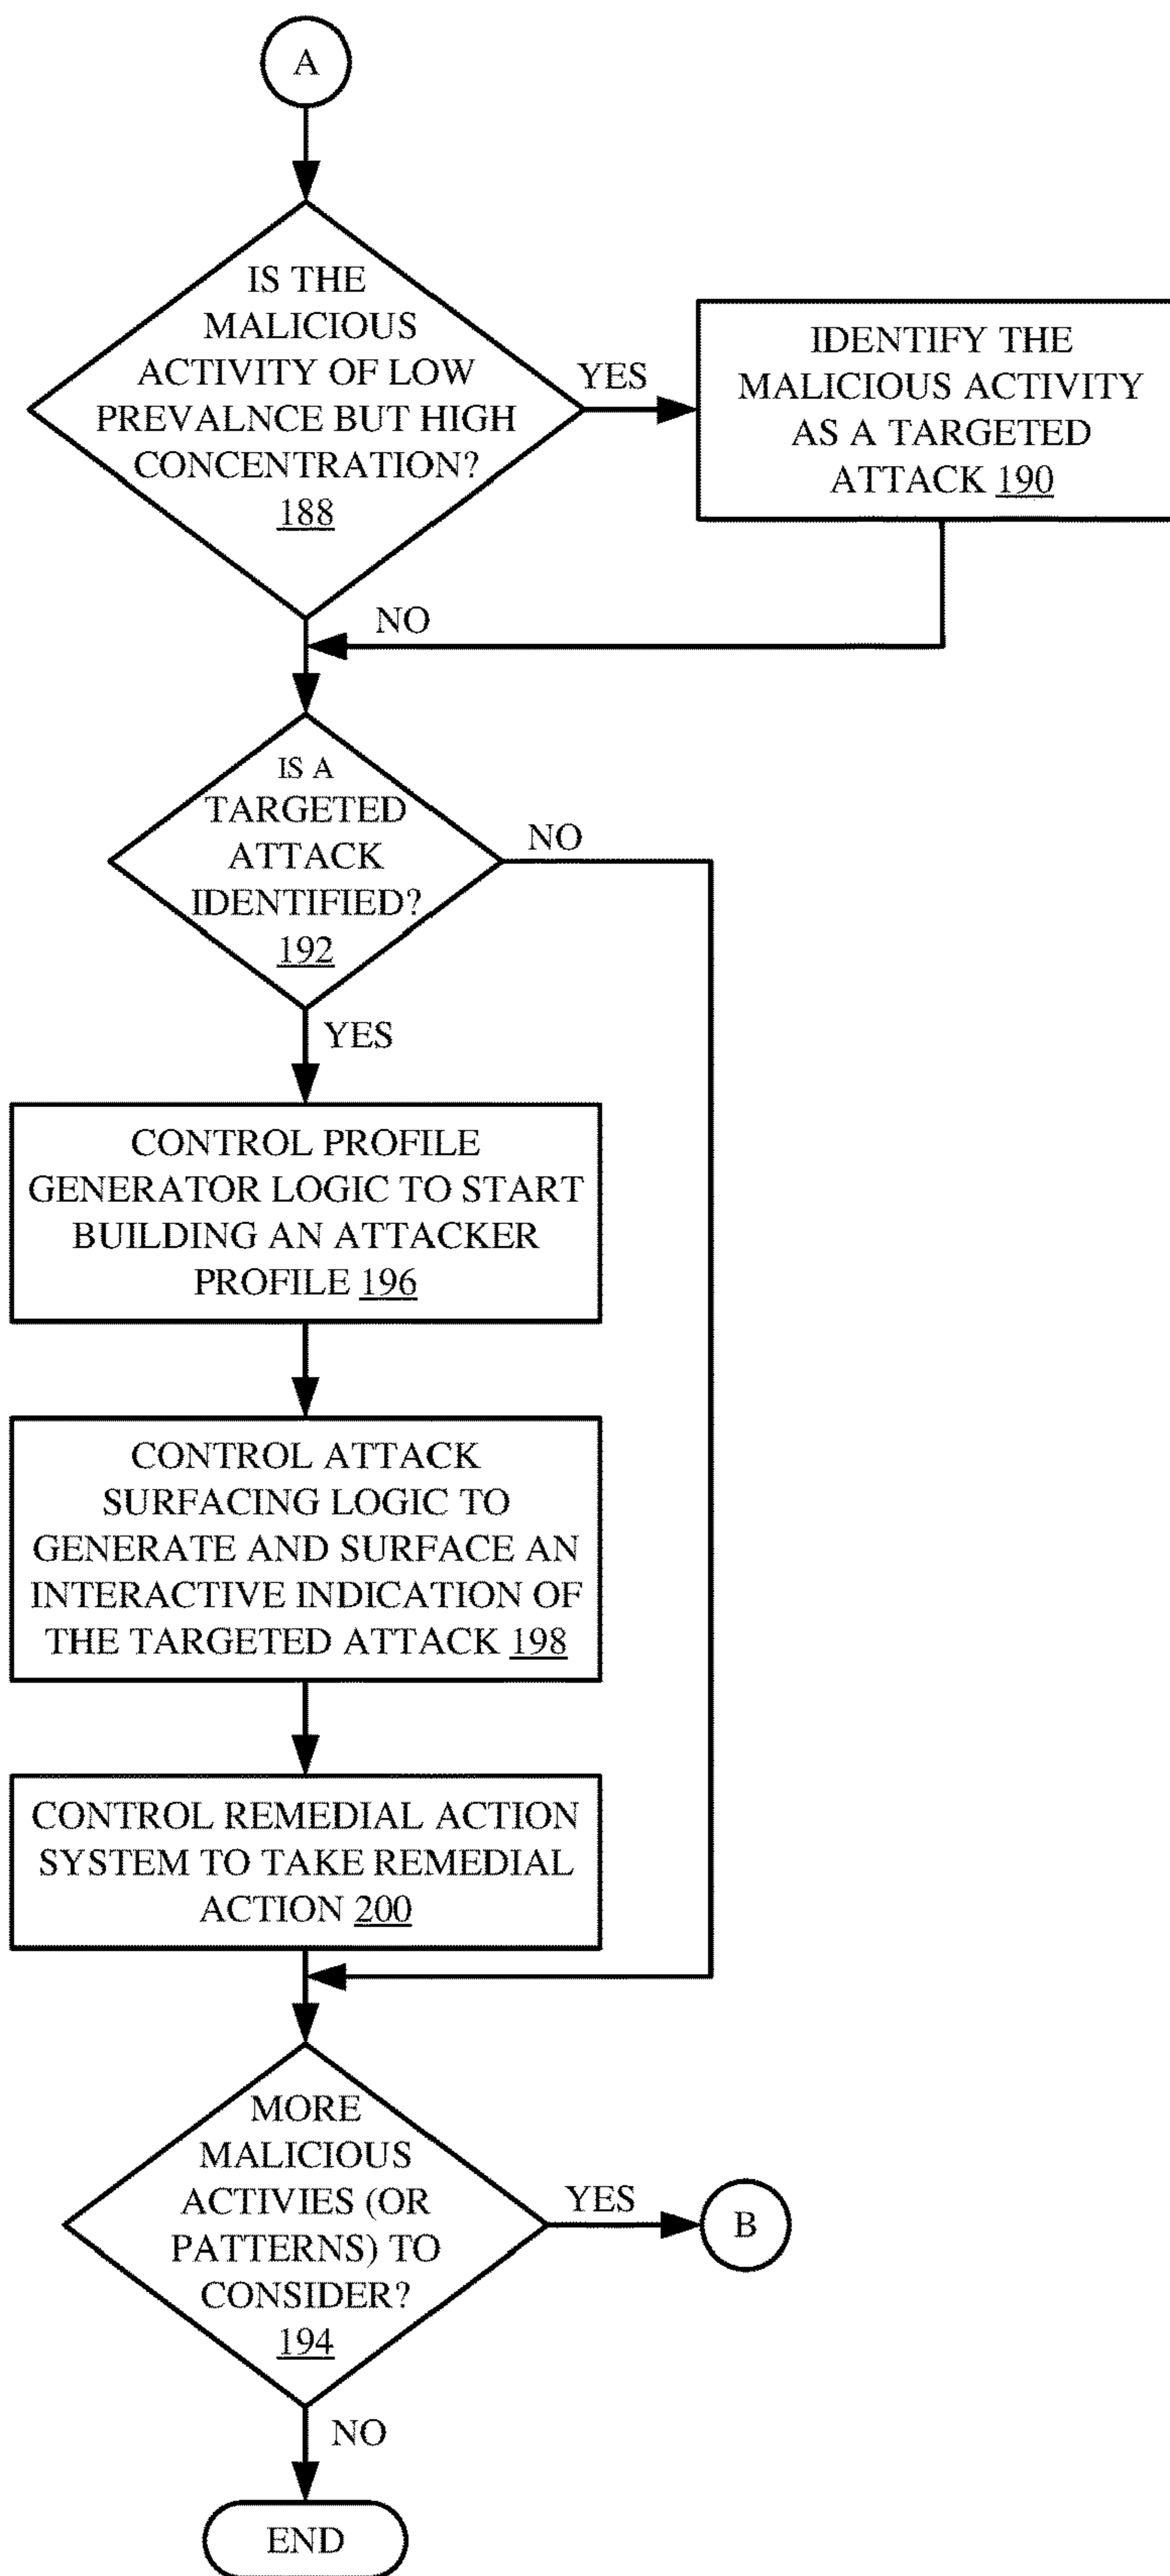 A
IS THE
MALICIOUS
ACTIVITY OF LOW
PREVALNCE BUT HIGH
CONCENTRATION?
188
YES
IDENTIFY THE
MALICIOUS ACTIVITY
AS A TARGETED
ATTACK 190
NO
IS A
TARGETED
ATTACK
IDENTIFIED?
192
NO
YES
CONTROL PROFILE
GENERATOR LOGIC TO START
BUILDING AN ATTACKER
PROFILE 196
CONTROL ATTACK
SURFACING LOGIC TO
GENERATE AND SURFACE AN
INTERACTIVE INDICATION OF
THE TARGETED ATTACK 198
CONTROL REMEDIAL ACTION
SYSTEM TO TAKE REMEDIAL
ACTION 200
MORE
MALICIOUS
ACTIVIES (OR
PATTERNS) TO
CONSIDER?
194
YES
B
NO
END